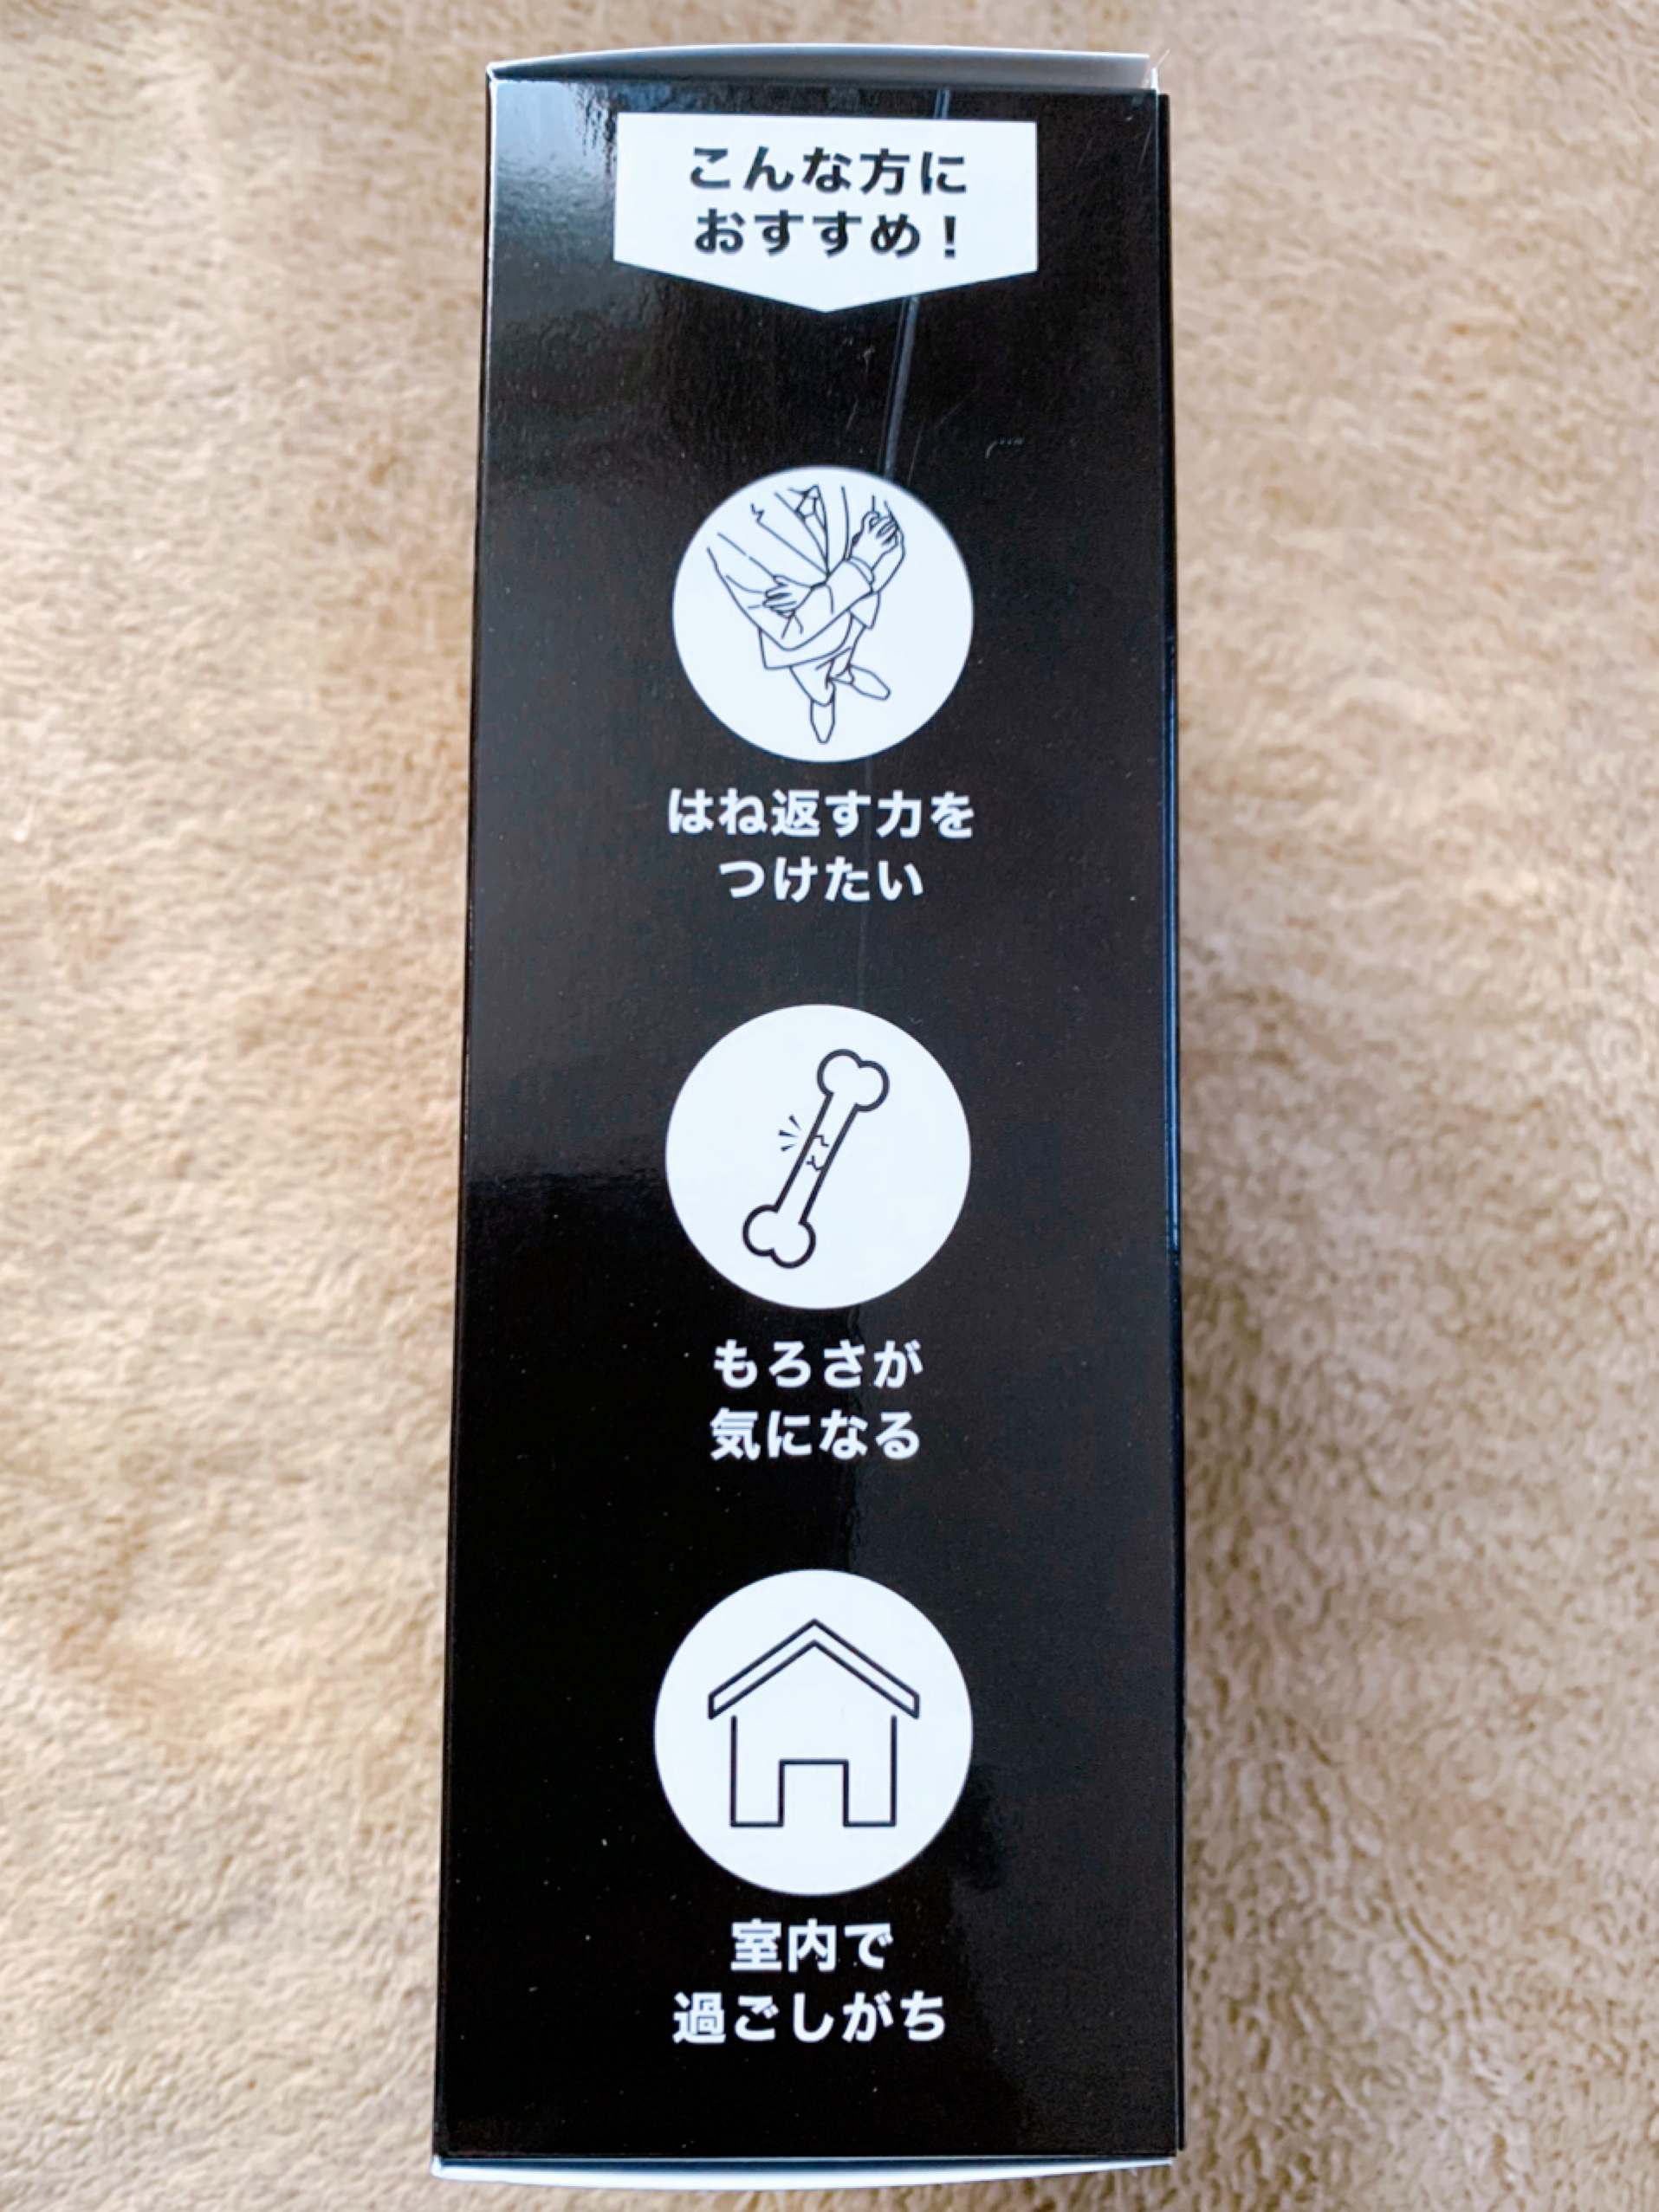 こんな方に
おすすめ！
はね返す力を
つけたい
もろさが
気になる
室内で
過ごしがち